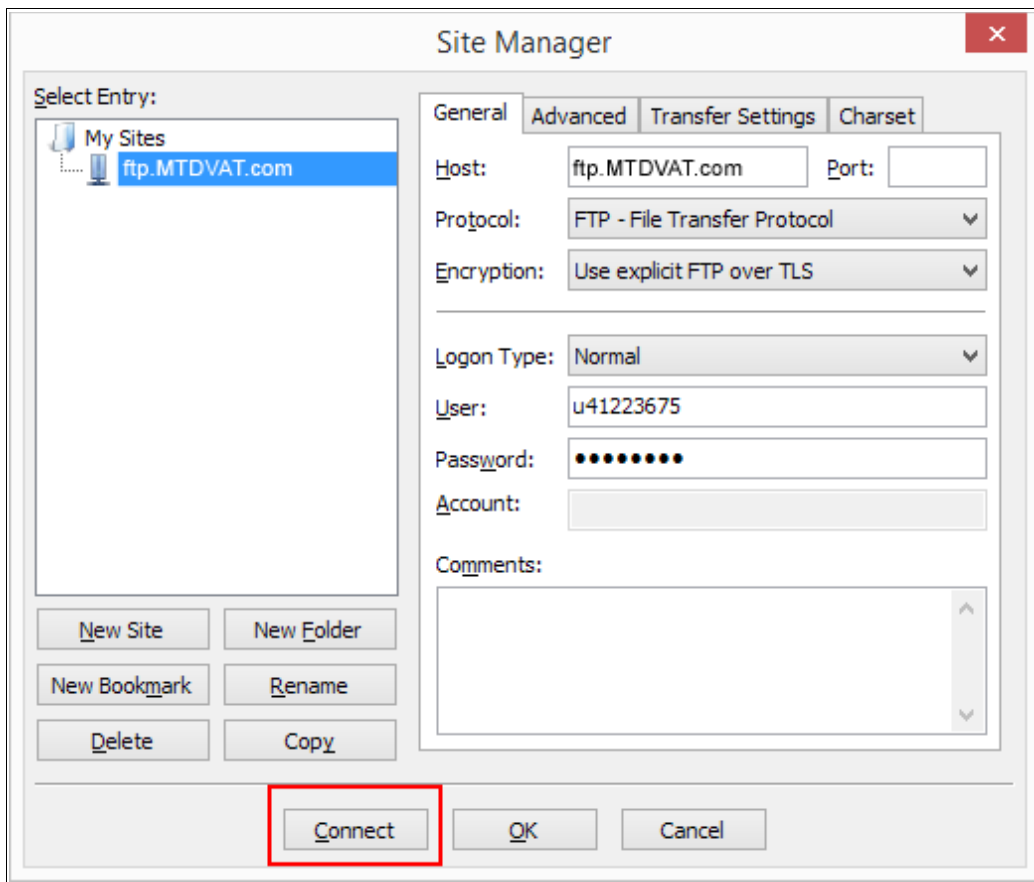 Site Manager
Select Entry:
My Sites
ftp.MTDVAT.com
General Advanced Transfer Settings Charset
Host: ftp.MTDVAT.com Port:
Protocol: FTP - File Transfer Protocol
Encryption: Use explicit FTP over TLS
Logon Type: Normal
User: u41223675
Password: ●●●●●●●●
Account:
Comments:
New Site New Folder
New Bookmark Rename
Delete Copy
Connect OK Cancel